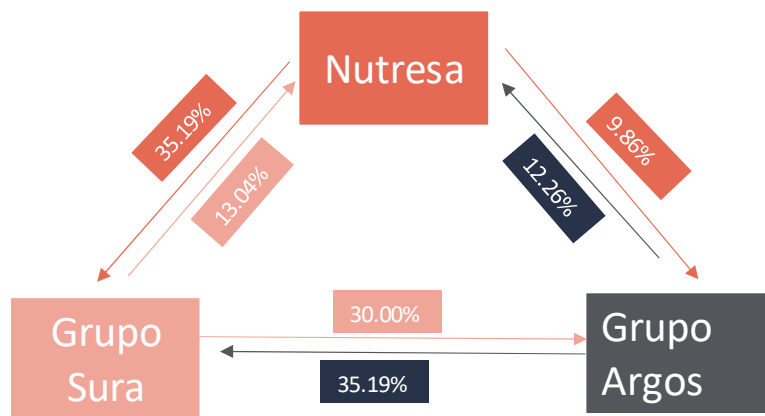 Nutresa
35.19%
13.04%
12.26%
9.86%
Grupo
Sura
30.00%
35.19%
Grupo
Argos